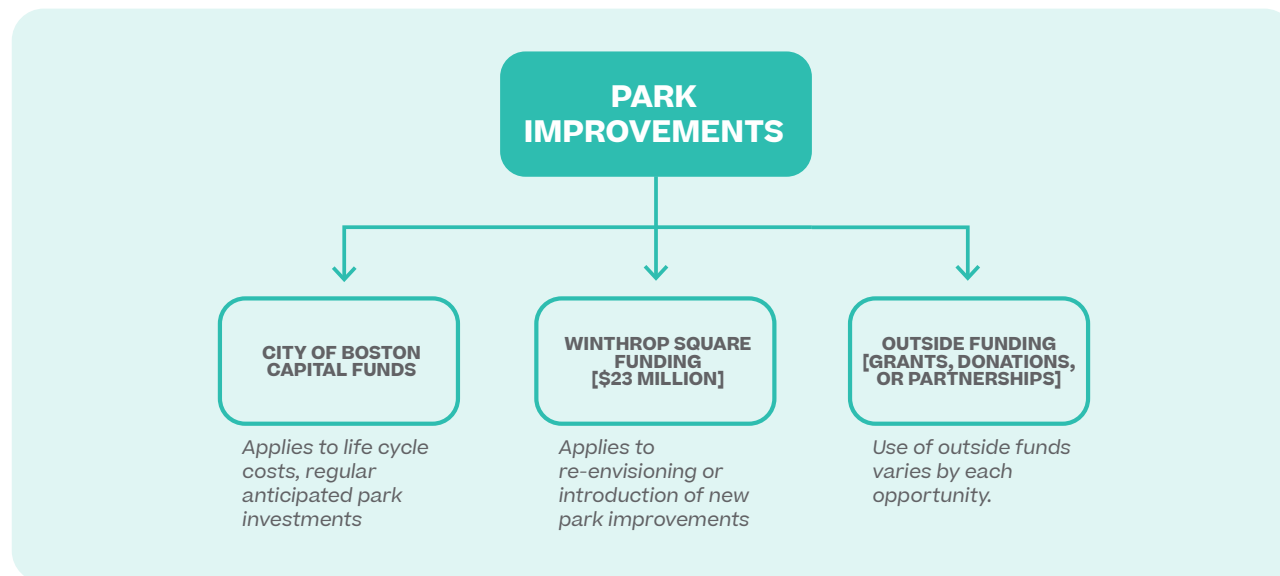 PARK
IMPROVEMENTS
CITY OF BOSTON
CAPITAL FUNDS
Applies to life cycle
costs, regular
anticipated park
investments
WINTHROP SQUARE
FUNDING
[$23 MILLION]
Applies to
re-envisioning or
introduction of new
park improvements
OUTSIDE FUNDING
[GRANTS, DONATIONS,
OR PARTNERSHIPS]
Use of outside funds
varies by each
opportunity.